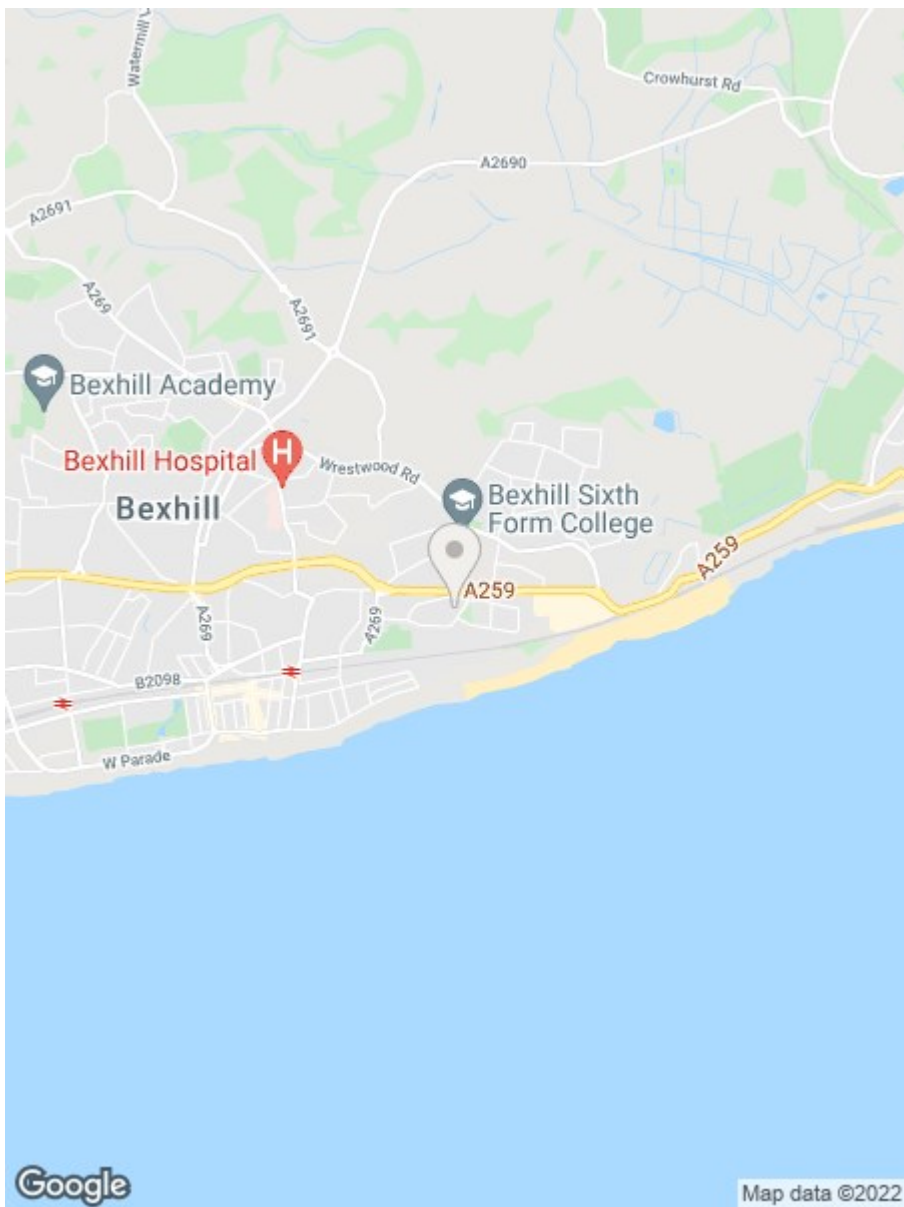 Watermill L
Crowhurst Rd
A2690
A2691
A269
A2691
Bexhill Academy
Bexhill Hospital
H
Wrestwood Rd
Bexhill
Bexhill Sixth
Form College
A259
A259
A269
A269
B2098
W Parade
Google
Map data ©2022